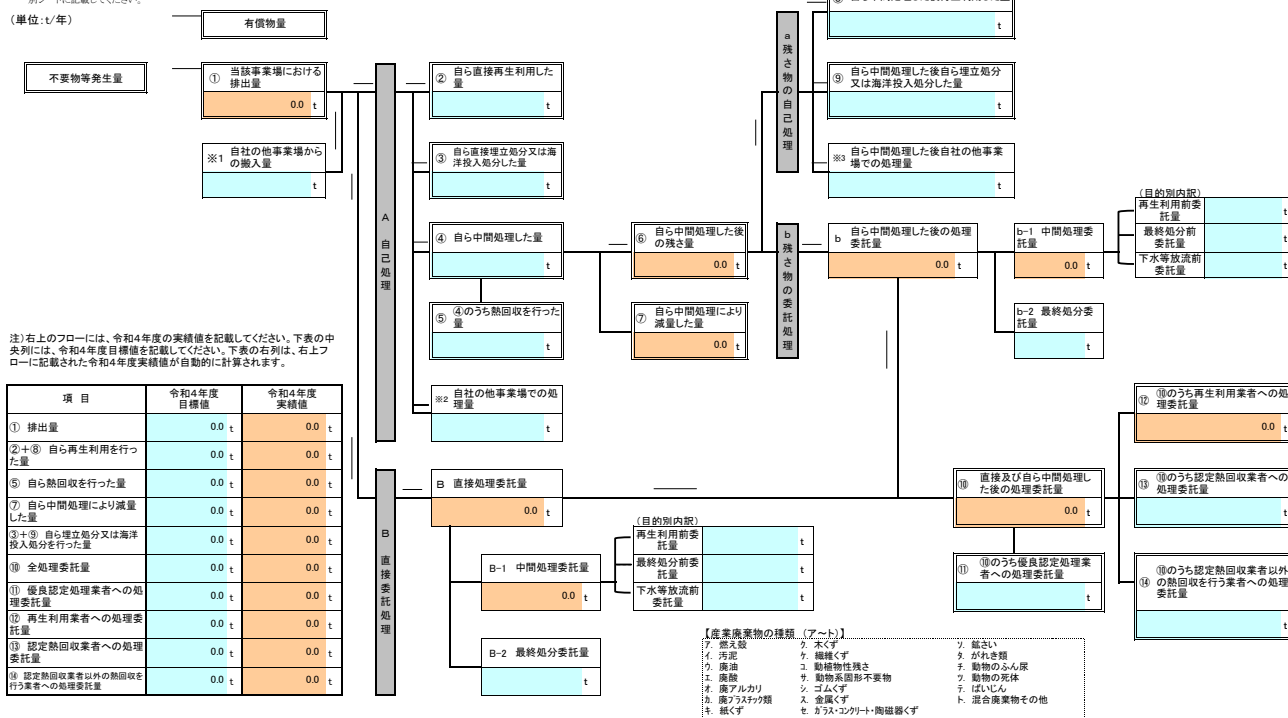 別シートに記載してください。
(単位:t/年)
有償物量
不要物等発生量
① 当該事業場における
排出量
0.0 t
※1 自社の他事業場から
の搬入量
t
A 自己処理
② 自ら直接再生利用した
量
t
③ 自ら直接埋立処分又は海
洋投入処分した量
t
④ 自ら中間処理した量
t
⑤ ④のうち熱回収を行った
量
t
※2 自社の他事業場での処
理量
t
⑥ 自ら中間処理した後
の残さ量
0.0 t
⑦ 自ら中間処理により
減量した量
0.0 t
a 残さ物の自己処理
t
⑨ 自ら中間処理した後自ら埋立処分
又は海洋投入処分した量
t
※3 自ら中間処理した後自社の他事業
場での処理量
t
b 残さ物の委託処理
b 自ら中間処理した後の処理
委託量
0.0 t
b-1 中間処理委
託量
0.0 t
b-2 最終処分委
託量
t
(目的別内訳)
再生利用前委
託量
t
最終処分前
委託量
t
下水等放流前
委託量
t
注)右上のフローには、令和4年度の実績値を記載してください。下表の中
央列には、令和4年度目標値を記載してください。下表の右列は、右上フ
ローに記載された令和4年度実績値が自動的に計算されます。
項 目 令和4年度
目標値 令和4年度
実績値
① 排出量 0.0 t 0.0 t
②+⑧ 自ら再生利用を行っ
た量 0.0 t 0.0 t
⑤ 自ら熱回収を行った量 0.0 t 0.0 t
⑦ 自ら中間処理により減量
した量 0.0 t 0.0 t
③+⑨ 自ら埋立処分又は海洋
投入処分を行った量 0.0 t 0.0 t
⑩ 全処理委託量 0.0 t 0.0 t
⑪ 優良認定処理業者への処
理委託量 0.0 t 0.0 t
⑫ 再生利用業者への処理委
託量 0.0 t 0.0 t
⑬ 認定熱回収業者への処理
委託量 0.0 t 0.0 t
⑭ 認定熱回収業者以外の熱回収を
行う業者への処理委託量 0.0 t 0.0 t
B 直接委託処理
B 直接処理委託量
0.0 t
B-1 中間処理委託量
0.0 t
B-2 最終処分委託量
t
(目的別内訳)
再生利用前委
託量
t
最終処分前
委託量
t
下水等放流前
委託量
t
⑩ 直接及び自ら中間処理し
た後の処理委託量
0.0 t
⑪ ⑩のうち優良認定処理業
者への処理委託量
t
⑫ ⑩のうち再生利用業者への処
理委託量
0.0 t
⑬ ⑩のうち認定熱回収業者への
処理委託量
t
⑭ ⑩のうち認定熱回収業者以外
の熱回収を行う業者への処理
委託量
t
【産業廃棄物の種類 (ア~ト)】
ア. 燃え殻 ク. 木くず ソ. 鉱さい
イ. 汚泥 ケ. 繊維くず タ. がれき類
ウ. 廃油 コ. 動植物性残さ チ. 動物のふん尿
エ. 廃酸 サ. 動物系固形不要物 ツ. 動物の死体
オ. 廃アルカリ シ. ゴムくず テ. ばいじん
カ. 廃プラスチック類 ス. 金属くず ト. 混合廃棄物その他
キ. 紙くず セ. ガラス・コンクリート・陶磁器くず